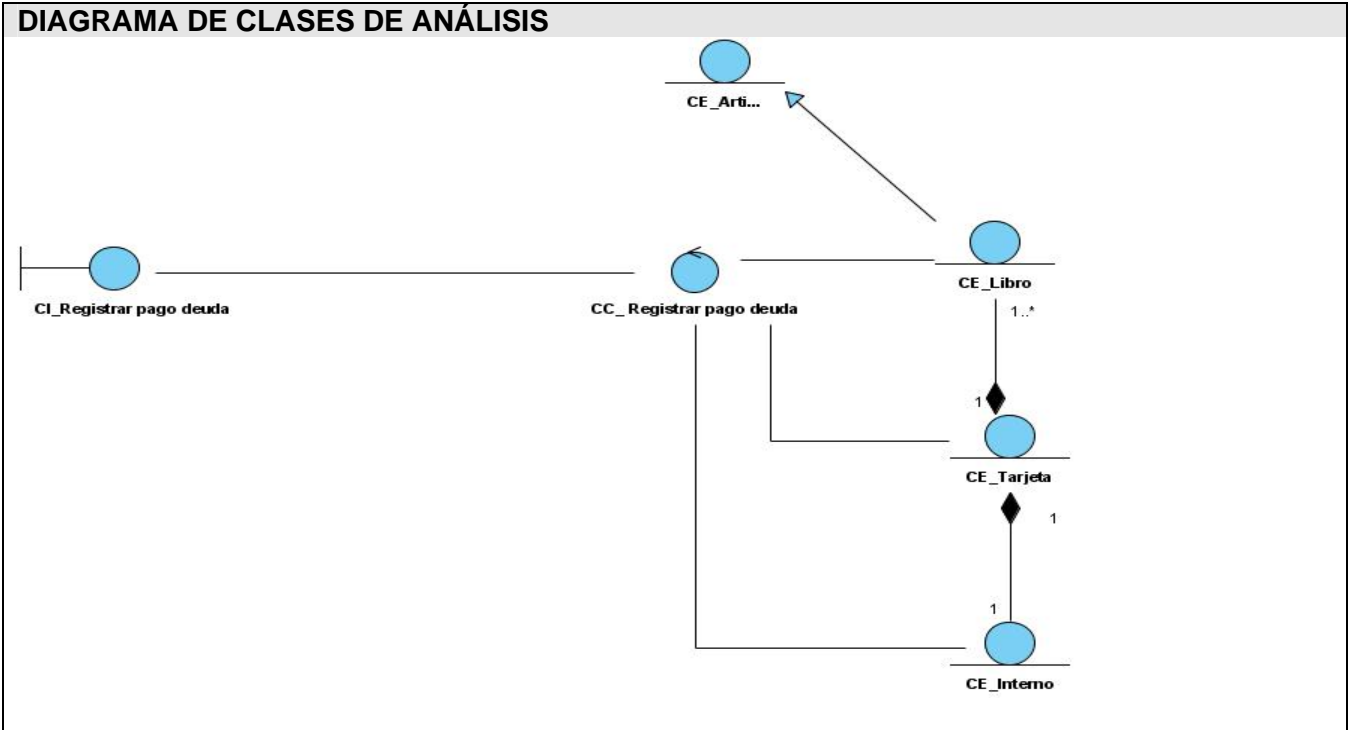 DIAGRAMA DE CLASES DE ANÁLISIS
CE_Arti...
CE_Libro
CI_Registrar pago deuda
CC_ Registrar pago deuda
1..*
1
CE_Tarjeta
1
1
CE_Interno